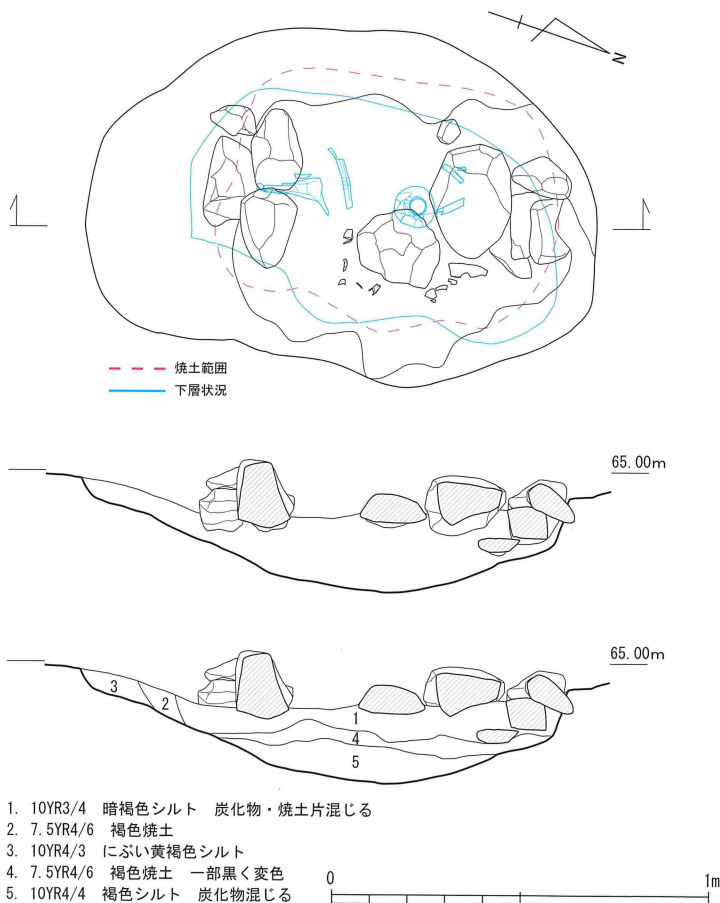 N
焼土範囲
下層状況
65.00m
65.00m
3
2
1
4
5
1. 10YR3/4 暗褐色シルト 炭化物・焼土片混じる
2. 7.5YR4/6 褐色焼土
3. 10YR4/3 にぶい黄褐色シルト
4. 7.5YR4/6 褐色焼土 一部黒く変色
5. 10YR4/4 褐色シルト 炭化物混じる
0 1m